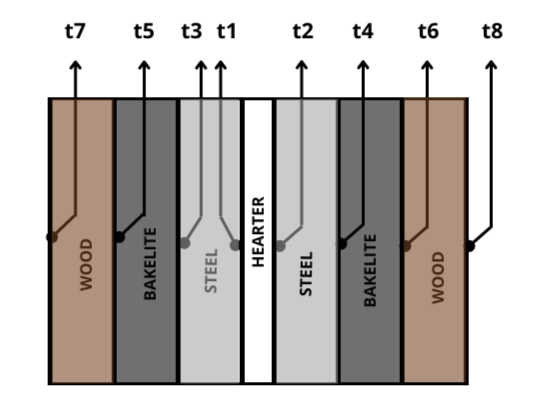 t7 t5 t3 t1 t2 t4 t6 t8
WOOD
BAKELITE
STEEL
HEARTER
STEEL
BAKELITE
WOOD